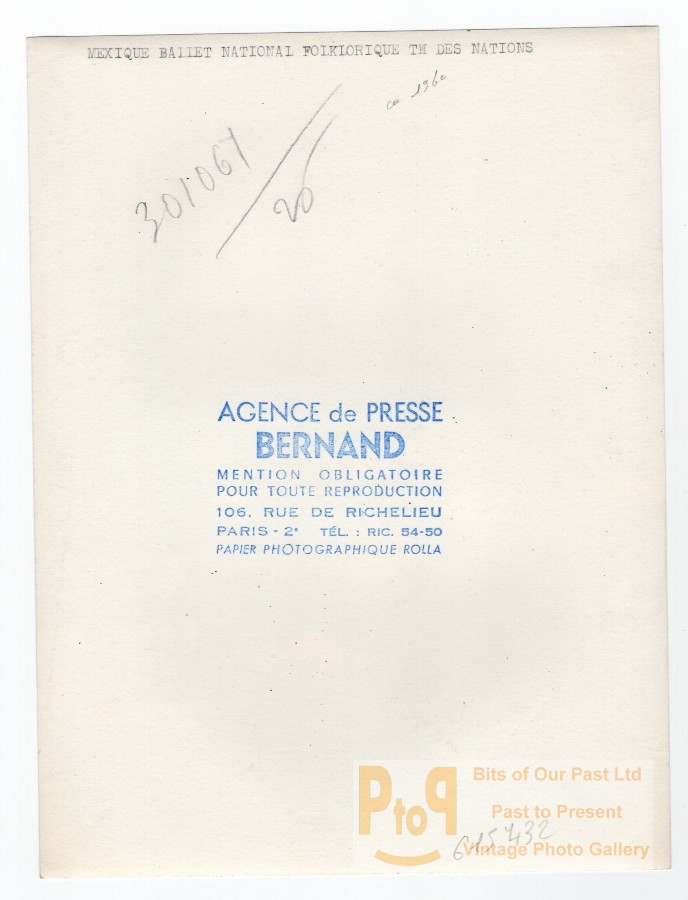 MEXIQUE BALLET NATIONAL FOLKLORIQUE TM DES NATIONS
ca 1960
301061
20
AGENCE de PRESSE
BERNAND
MENTION OBLIGATOIRE
POUR TOUTE REPRODUCTION
106, RUE DE RICHELIEU
PARIS - 2e TÉL. : RIC. 54-50
PAPIER PHOTOGRAPHIQUE ROLLA
PtoP
Bits of Our Past Ltd
Past to Present
Vintage Photo Gallery
615432